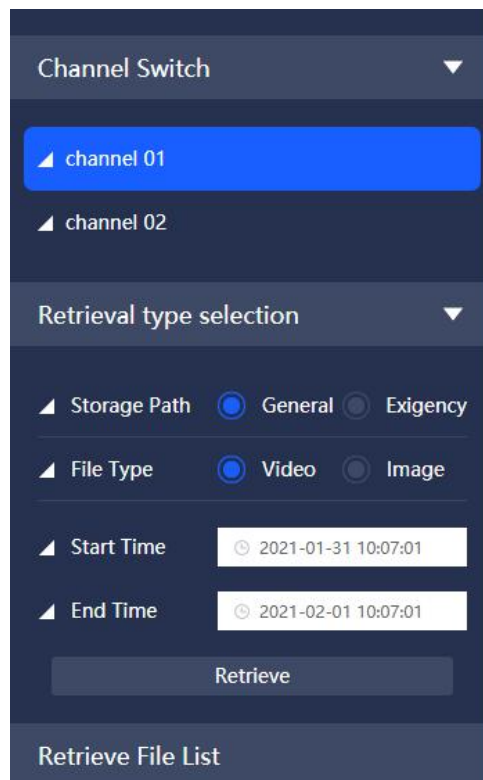 Channel Switch
channel 01
channel 02
Retrieval type selection
Storage Path General Exigency
File Type Video Image
Start Time 2021-01-31 10:07:01
End Time 2021-02-01 10:07:01
Retrieve
Retrieve File List